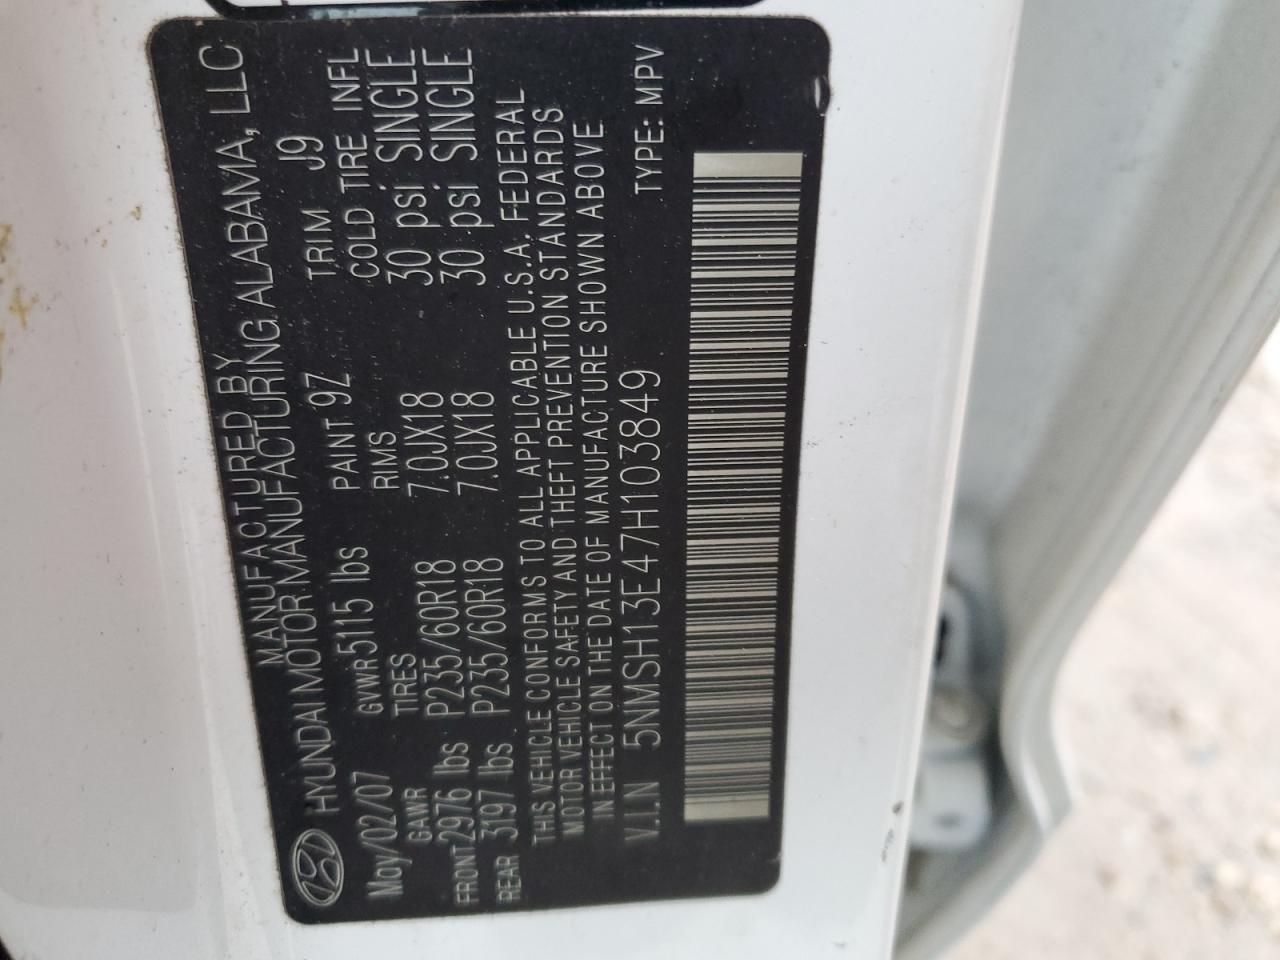 MANUFACTURED BY
HYUNDAI MOTOR MANUFACTURING ALABAMA, LLC
May/02/07 GVWR 5115 lbs PAINT 9Z TRIM J9
GAWR TIRES RIMS COLD TIRE INFL
FRONT 2976 lbs P235/60R18 7.0JX18 30 psi SINGLE
REAR 3197 lbs P235/60R18 7.0JX18 30 psi SINGLE
THIS VEHICLE CONFORMS TO ALL APPLICABLE U.S.A. FEDERAL
MOTOR VEHICLE SAFETY AND THEFT PREVENTION STANDARDS
IN EFFECT ON THE DATE OF MANUFACTURE SHOWN ABOVE
V.I.N 5NMSH13E47H103849 TYPE: MPV